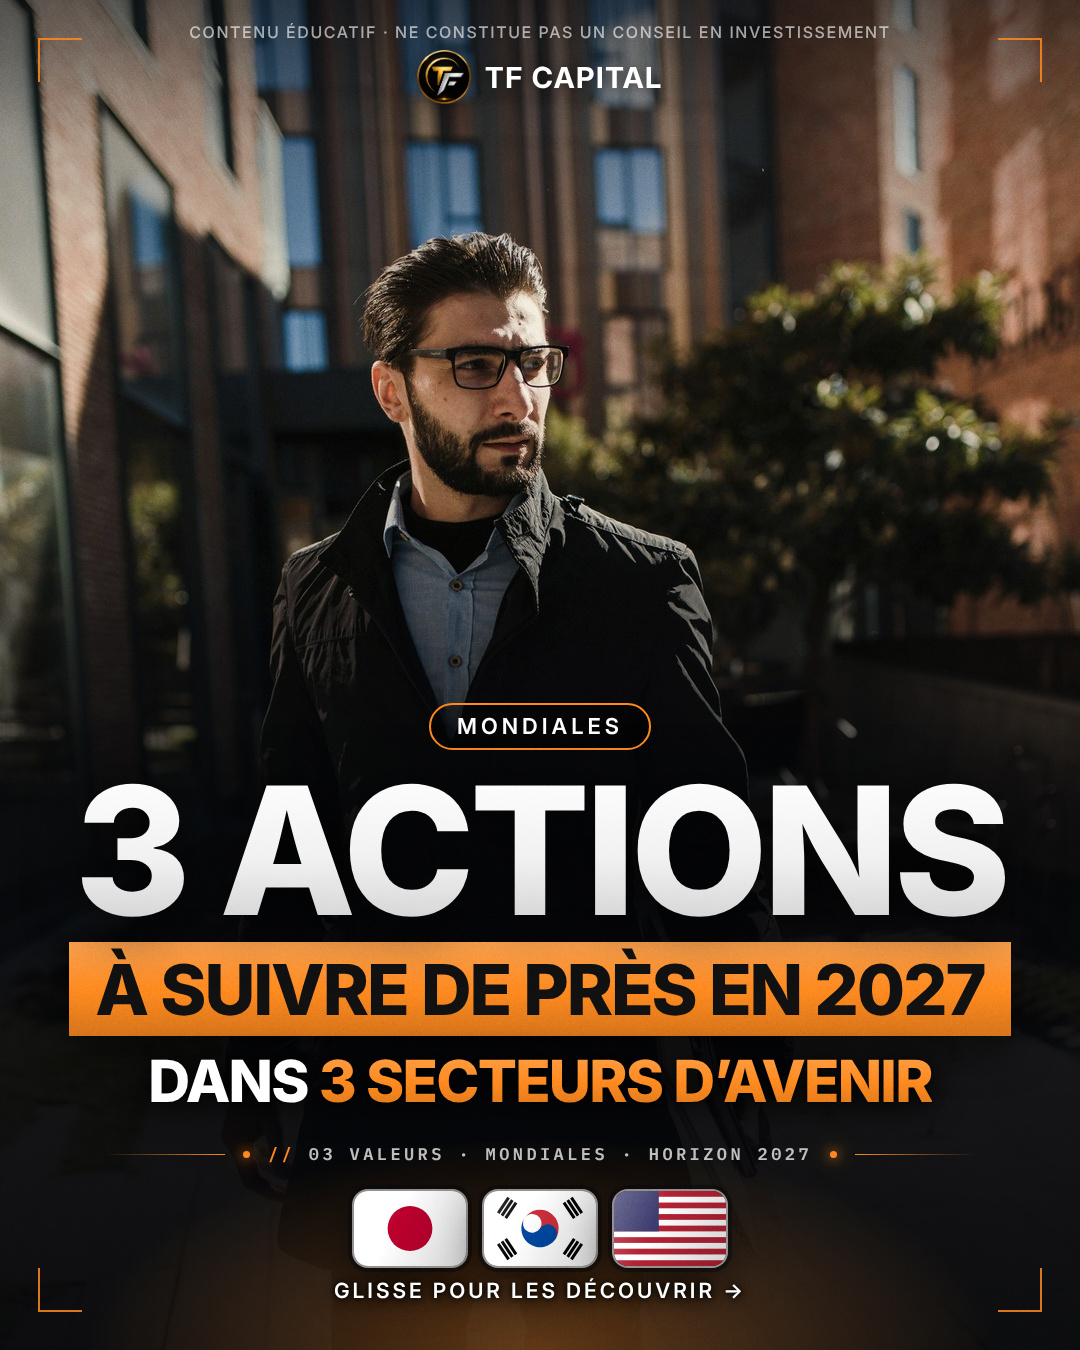 CONTENU ÉDUCATIF · NE CONSTITUE PAS UN CONSEIL EN INVESTISSEMENT
TF TF CAPITAL
MONDIALES
3 ACTIONS
À SUIVRE DE PRÈS EN 2027
DANS 3 SECTEURS D'AVENIR
// 03 VALEURS · MONDIALES · HORIZON 2027
GLISSE POUR LES DÉCOUVRIR →